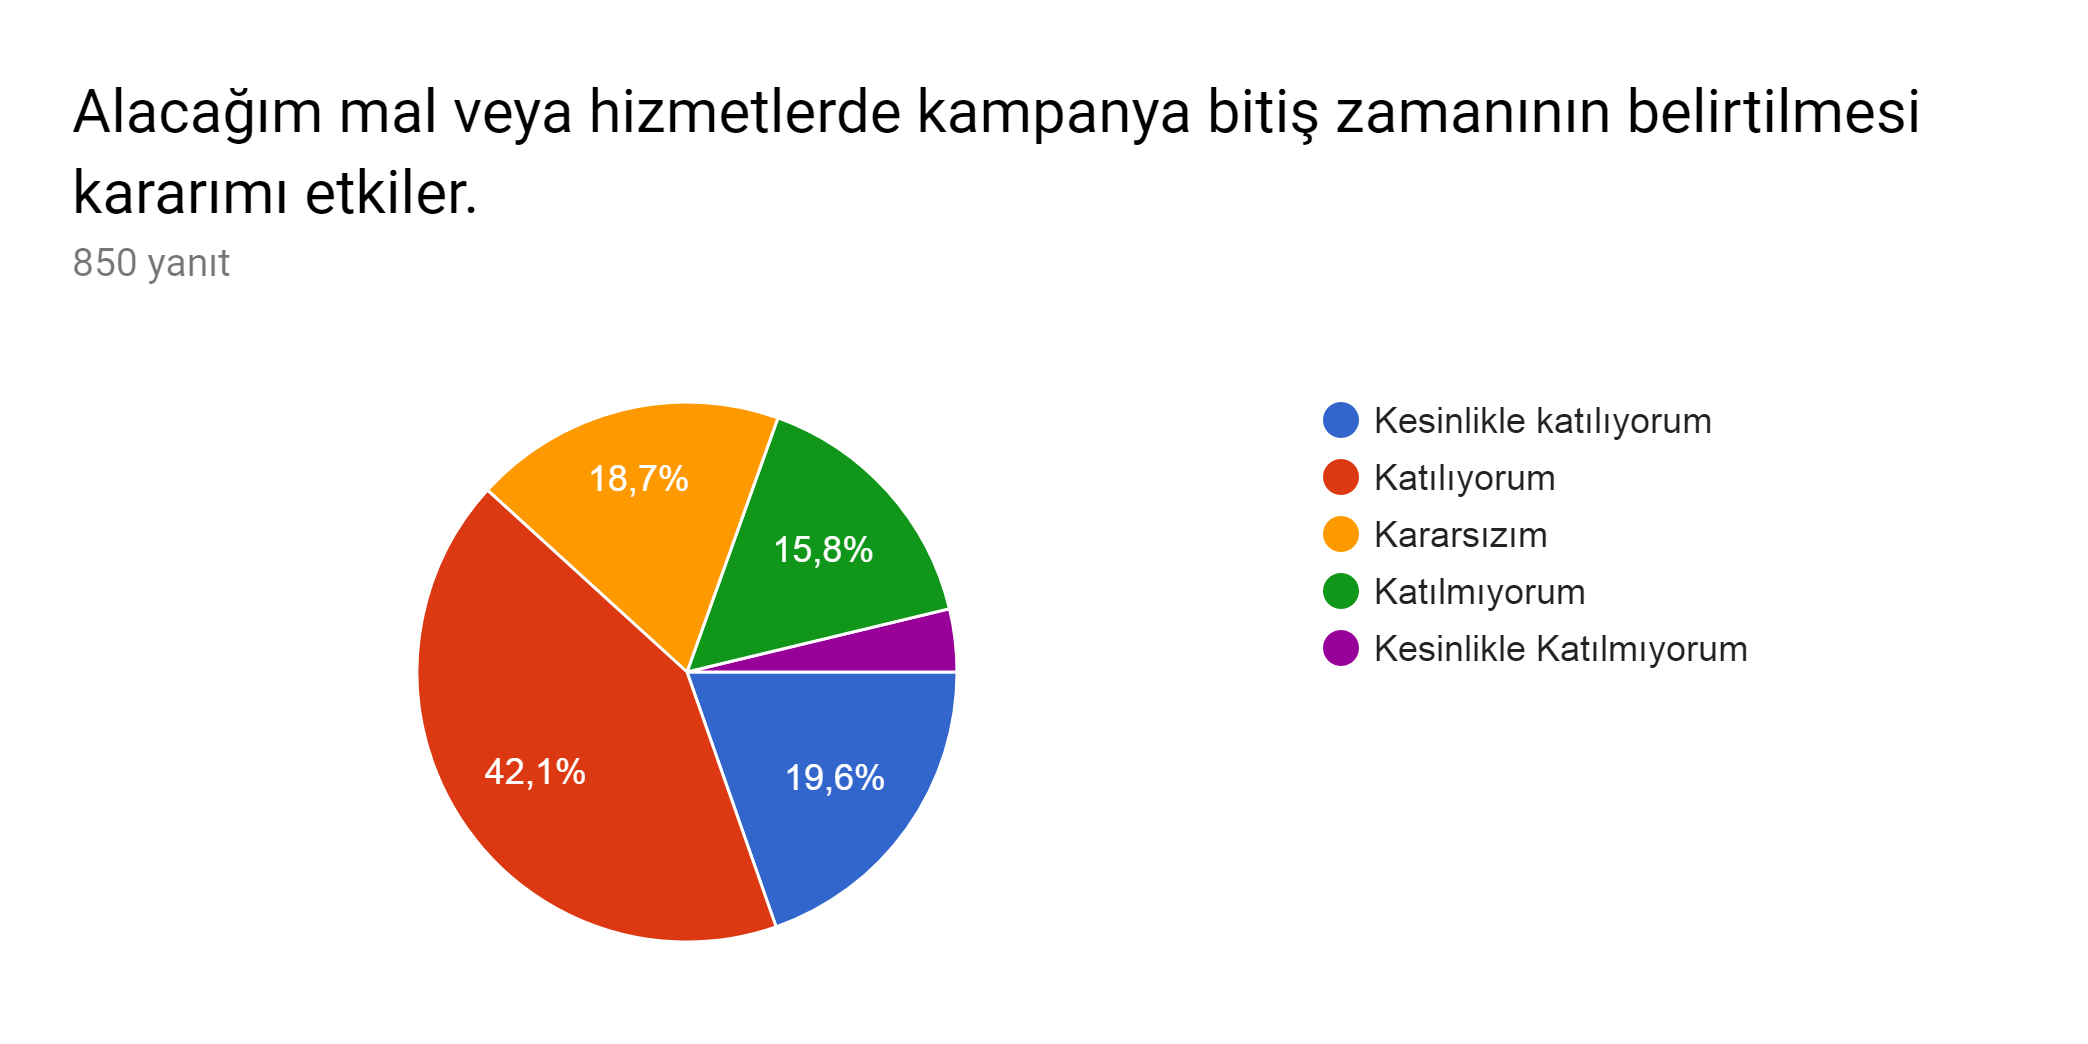 Alacağım mal veya hizmetlerde kampanya bitiş zamanının belirtilmesi
kararımı etkiler.
850 yanıt
18,7%
15,8%
42,1%
19,6%
Kesinlikle katılıyorum
Katılıyorum
Kararsızım
Katılmıyorum
Kesinlikle Katılmıyorum